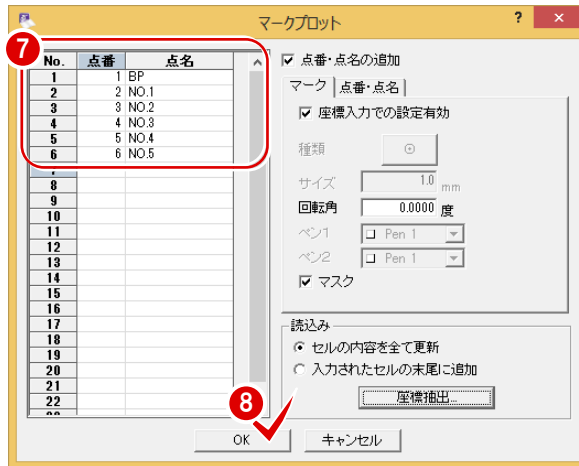 マークプロット ? ×
7
No. 点番 点名
1 1 BP
2 2 NO.1
3 3 NO.2
4 4 NO.3
5 5 NO.4
6 6 NO.5
7
8
9
10
11
12
13
14
15
16
17
18
19
20
21
22
点番・点名の追加
マーク 点番・点名
座標入力での設定有効
種類
サイズ 1.0 mm
回転角 0.0000 度
ペン1 Pen 1
ペン2 Pen 1
マスク
読込み
セルの内容を全て更新
入力されたセルの末尾に追加
座標抽出...
8
OK キャンセル